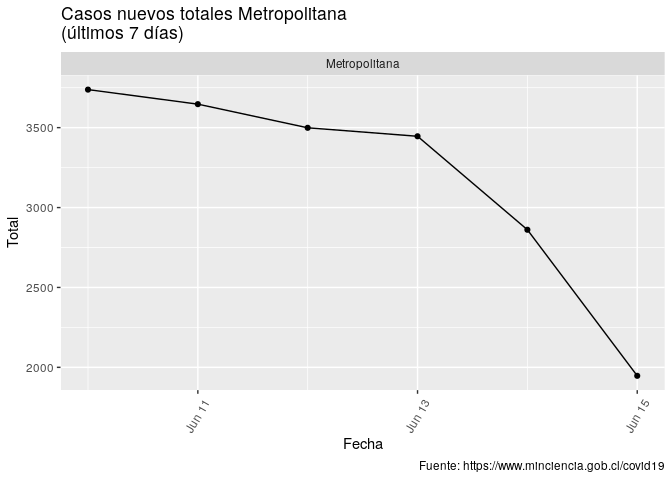 Casos nuevos totales Metropolitana
(últimos 7 días)
Metropolitana
3500
3000
2500
2000
Total
Jun 11
Jun 13
Jun 15
Fecha
Fuente: https://www.minciencia.gob.cl/covid19